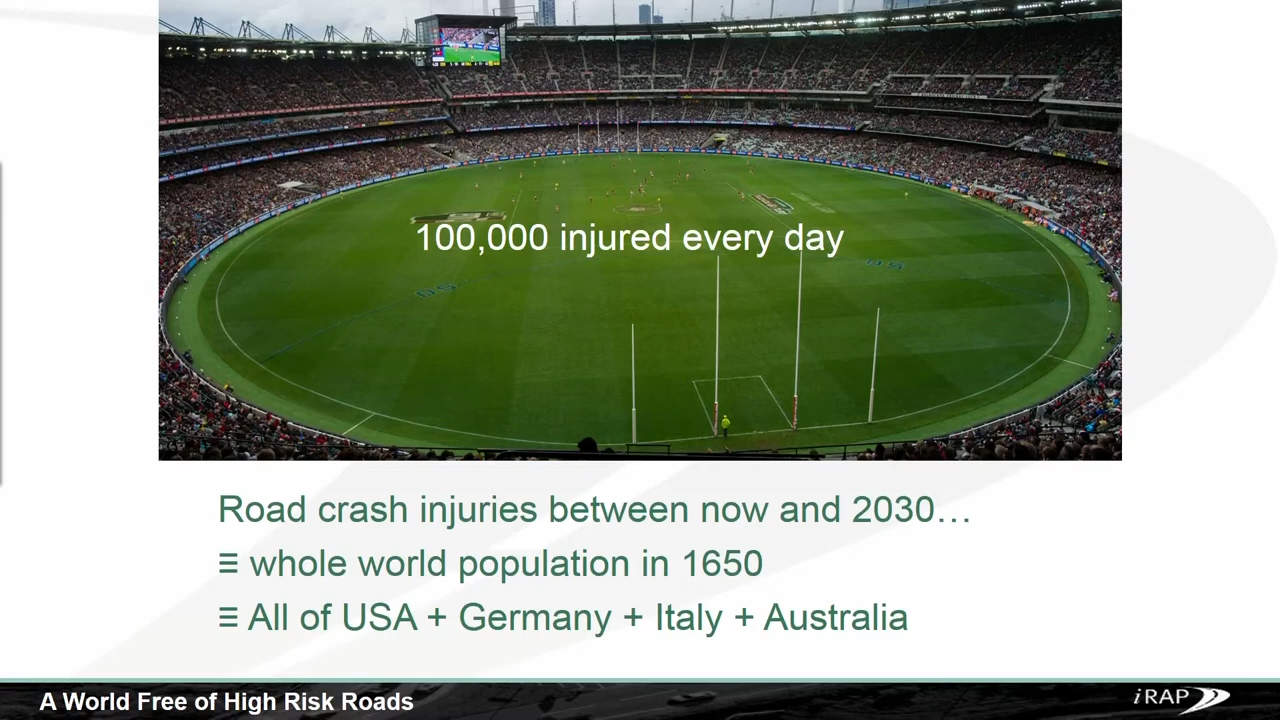 100,000 injured every day
Road crash injuries between now and 2030…
≡ whole world population in 1650
≡ All of USA + Germany + Italy + Australia
A World Free of High Risk Roads
iRAP